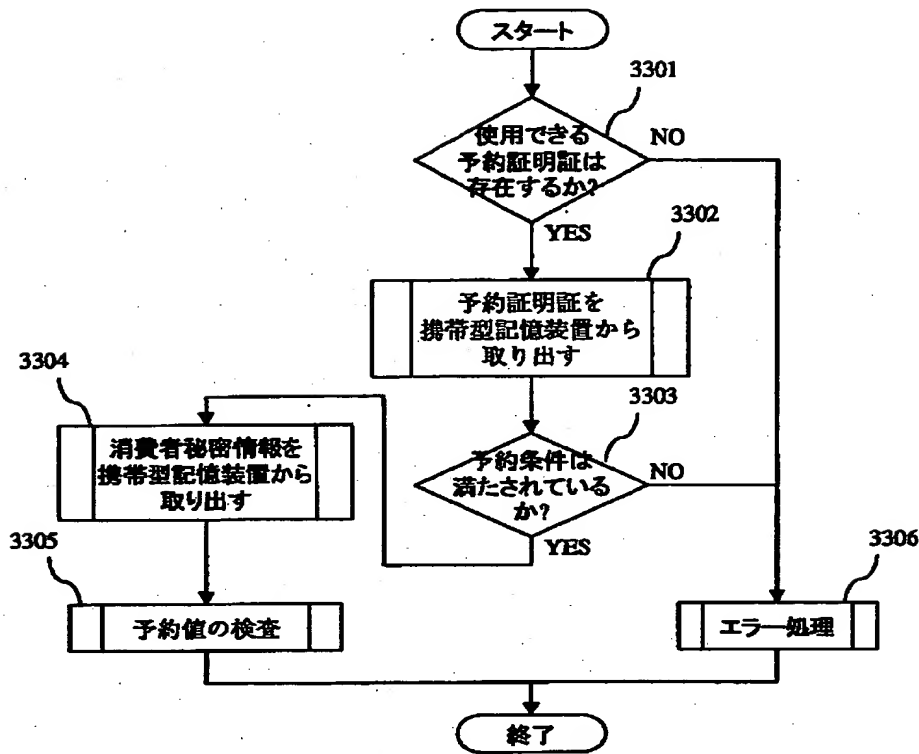 スタート
3301
使用できる
予約証明証は
存在するか?
NO
YES
3302
予約証明証を
携帯型記憶装置から
取り出す
3304
3303
消費者秘密情報を
携帯型記憶装置から
取り出す
予約条件は
満たされている
か?
NO
YES
3305
3306
予約値の検査
エラー処理
終了